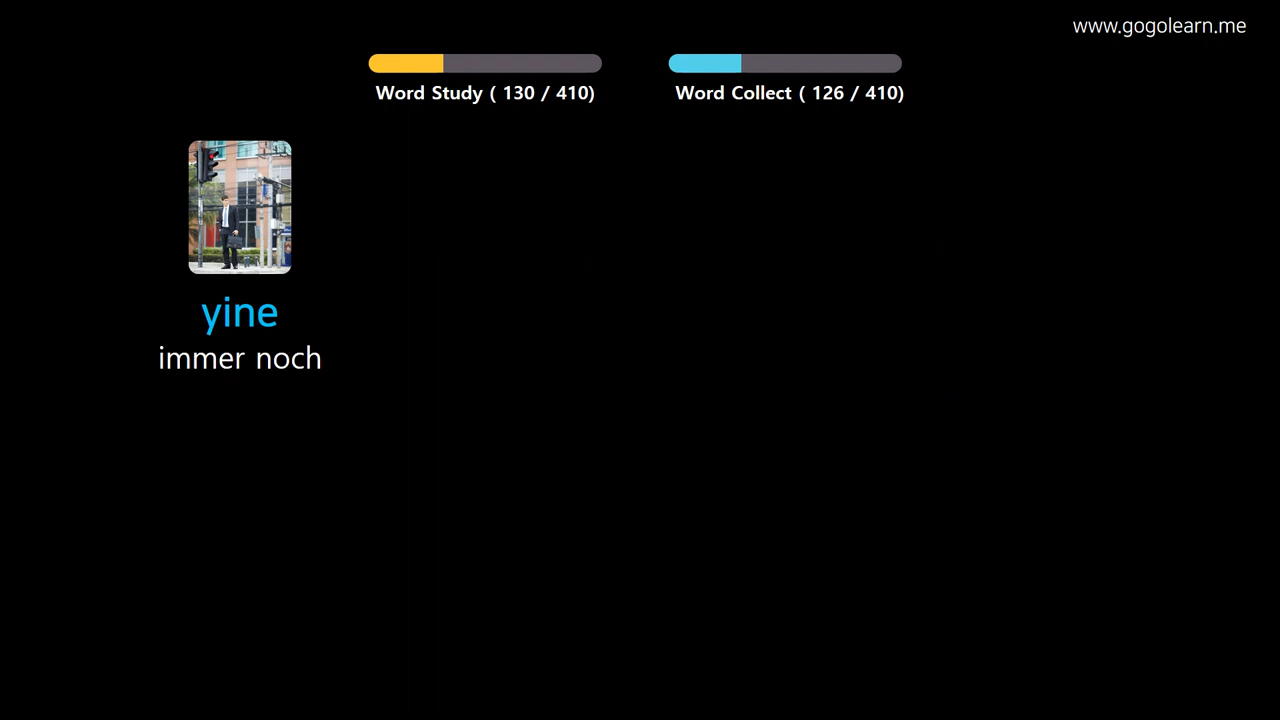 www.gogolearn.me
Word Study ( 130 / 410)
Word Collect ( 126 / 410)
yine
immer noch